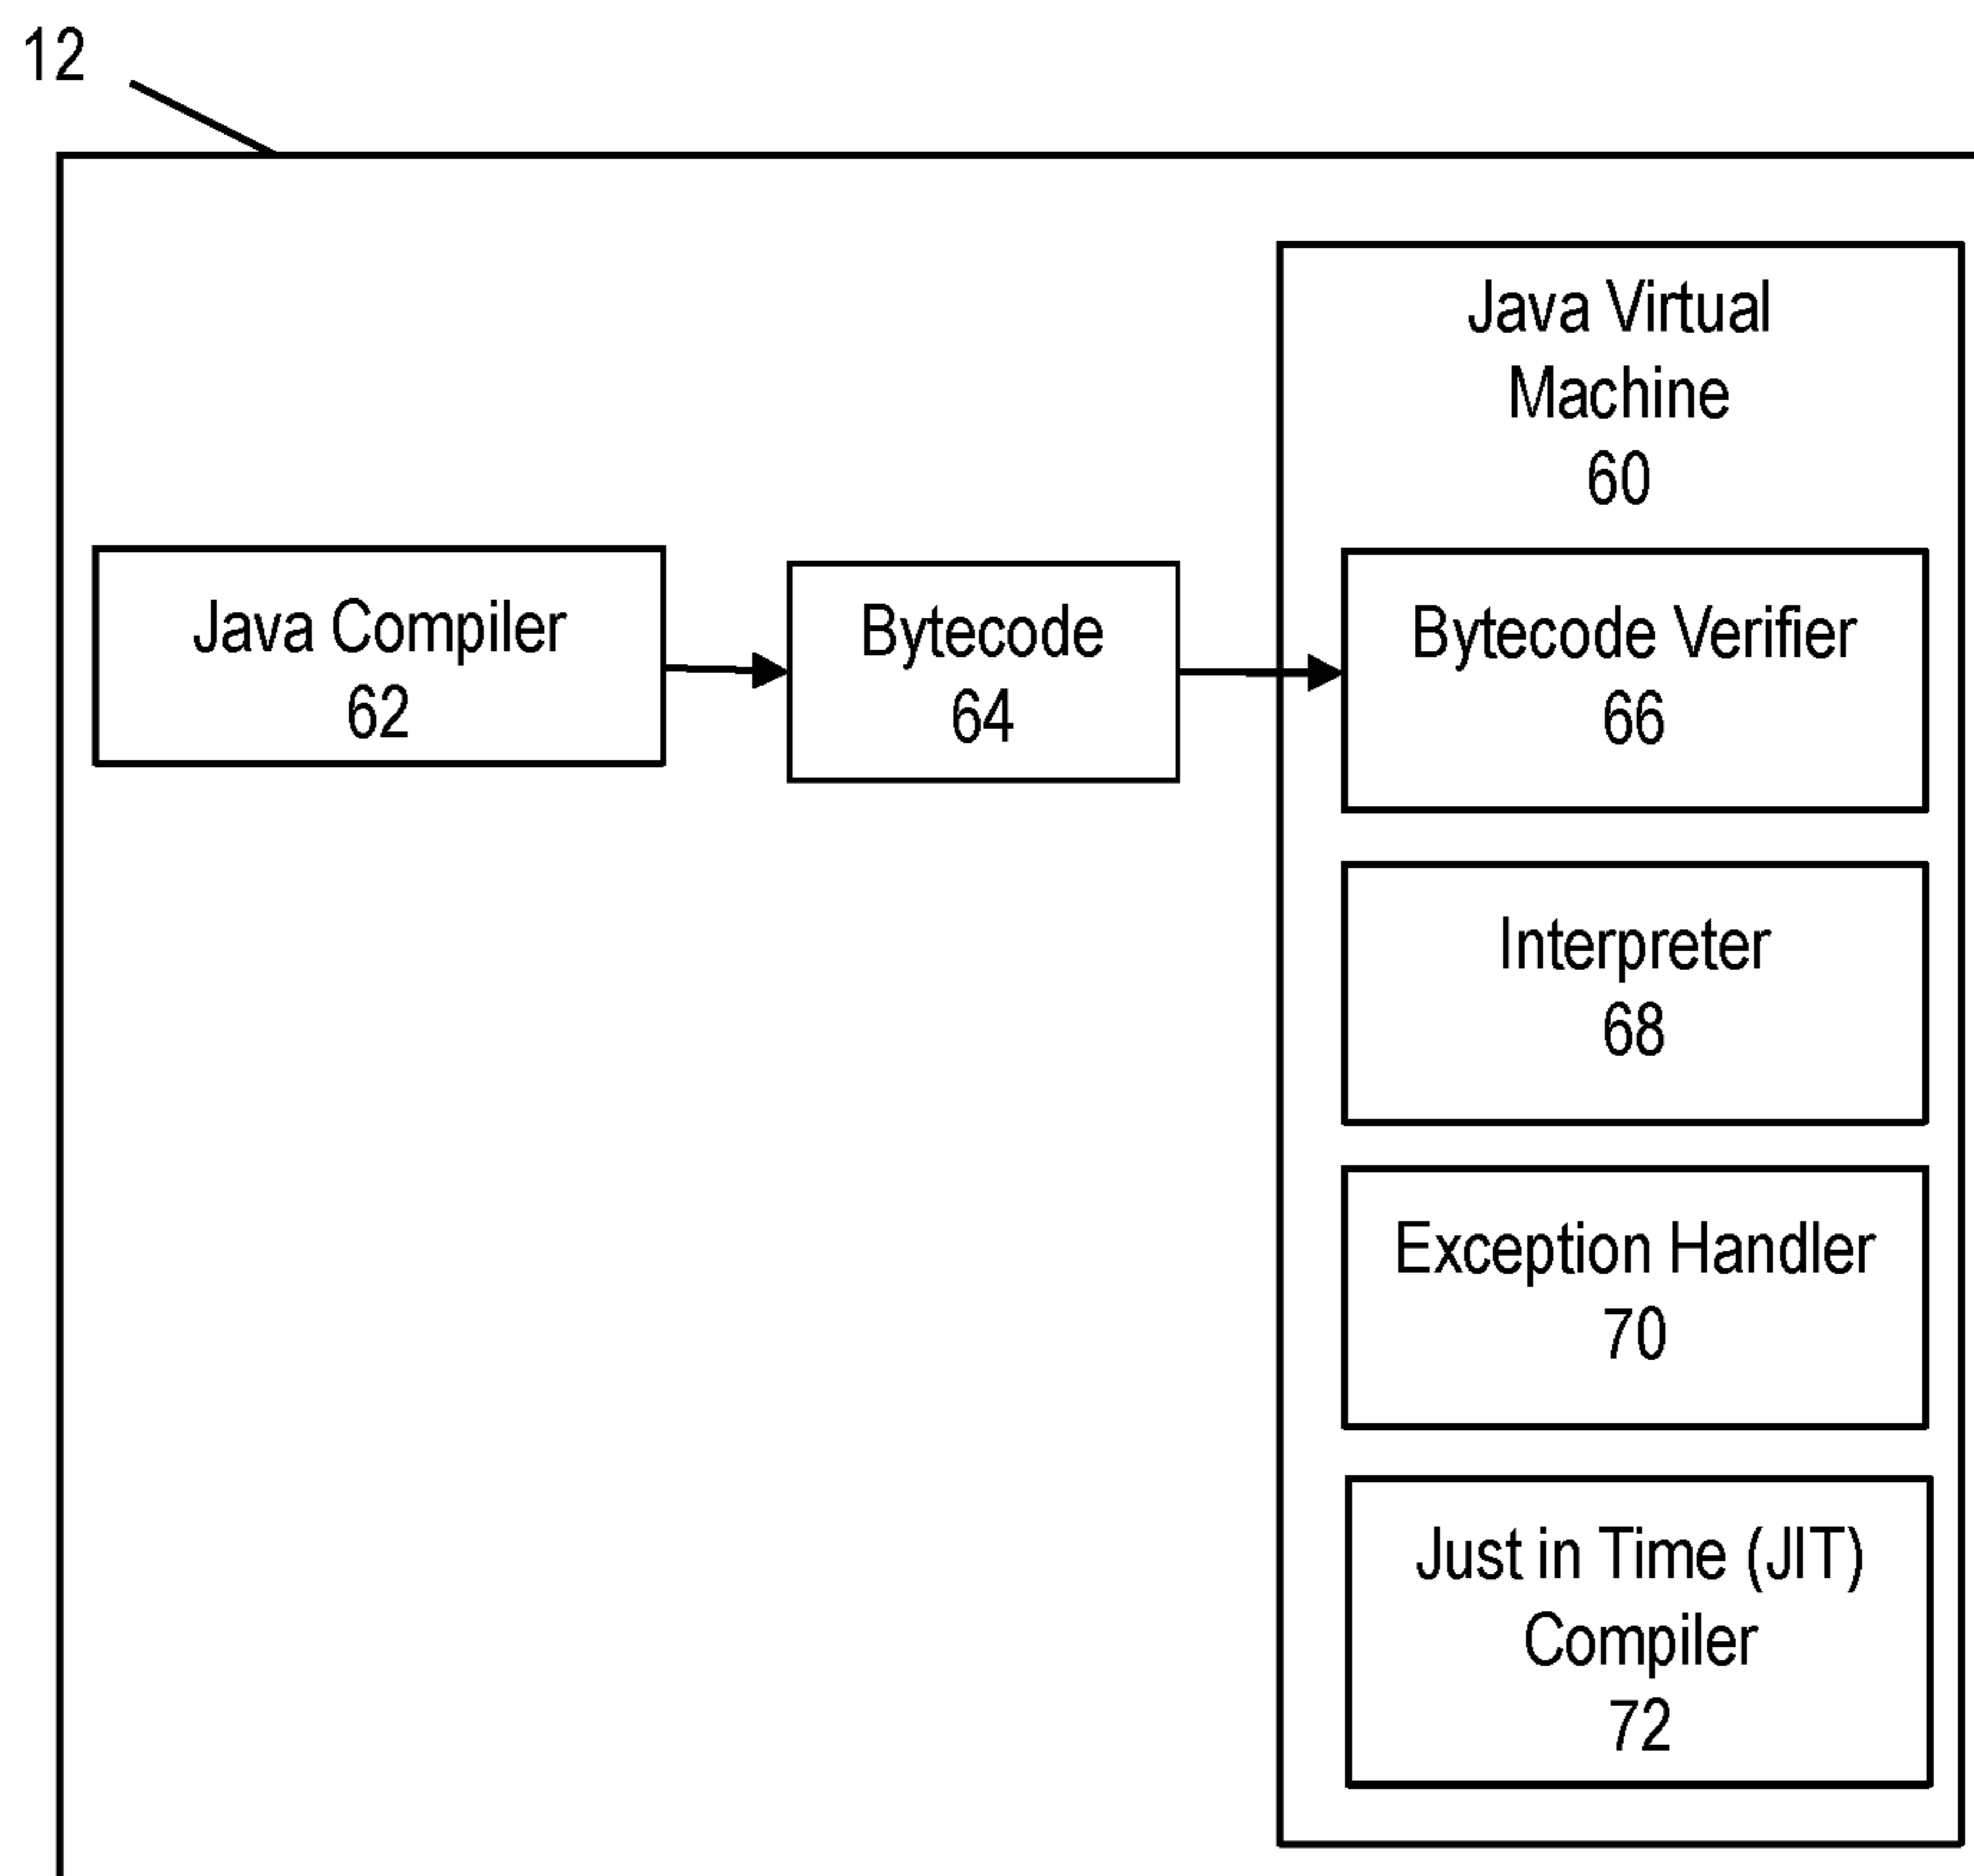 12
Java Virtual
Machine
60
Java Compiler
62
Bytecode
64
Bytecode Verifier
66
Interpreter
68
Exception Handler
70
Just in Time (JIT)
Compiler
72